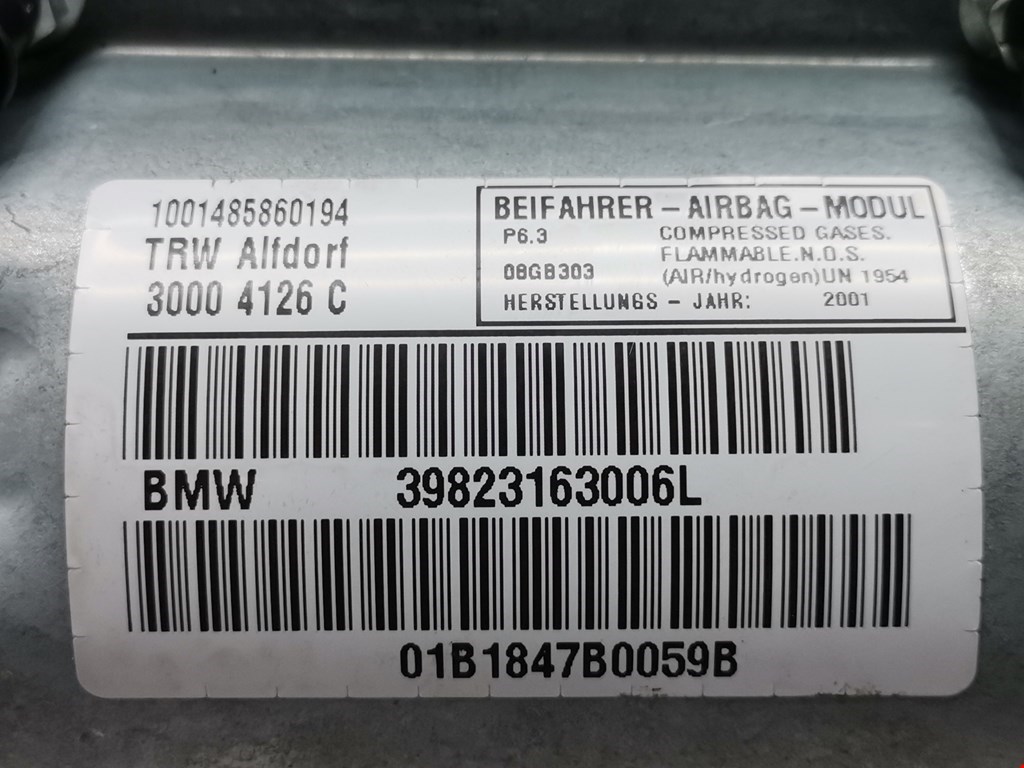 1001485860194
TRW Alfdorf
3000 4126 C
BEIFAHRER - AIRBAG - MODUL
P6.3 COMPRESSED GASES.
FLAMMABLE.N.O.S.
08GB303 (AIR/hydrogen)UN 1954
HERSTELLUNGS - JAHR: 2001
BMW 39823163006L
01B1847B0059B